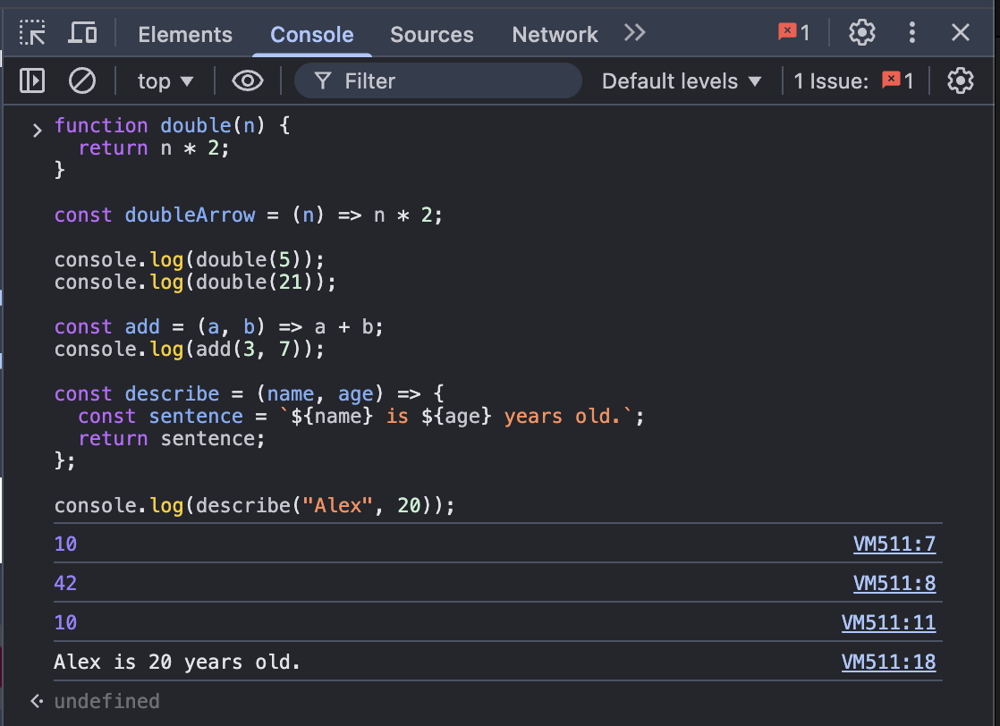 Elements Console Sources Network 1
top Filter Default levels 1 Issue: 1
function double(n) {
  return n * 2;
}
const doubleArrow = (n) => n * 2;
console.log(double(5));
console.log(double(21));
const add = (a, b) => a + b;
console.log(add(3, 7));
const describe = (name, age) => {
  const sentence = `${name} is ${age} years old.`;
  return sentence;
};
console.log(describe("Alex", 20));
10 VM511:7
42 VM511:8
10 VM511:11
Alex is 20 years old. VM511:18
undefined